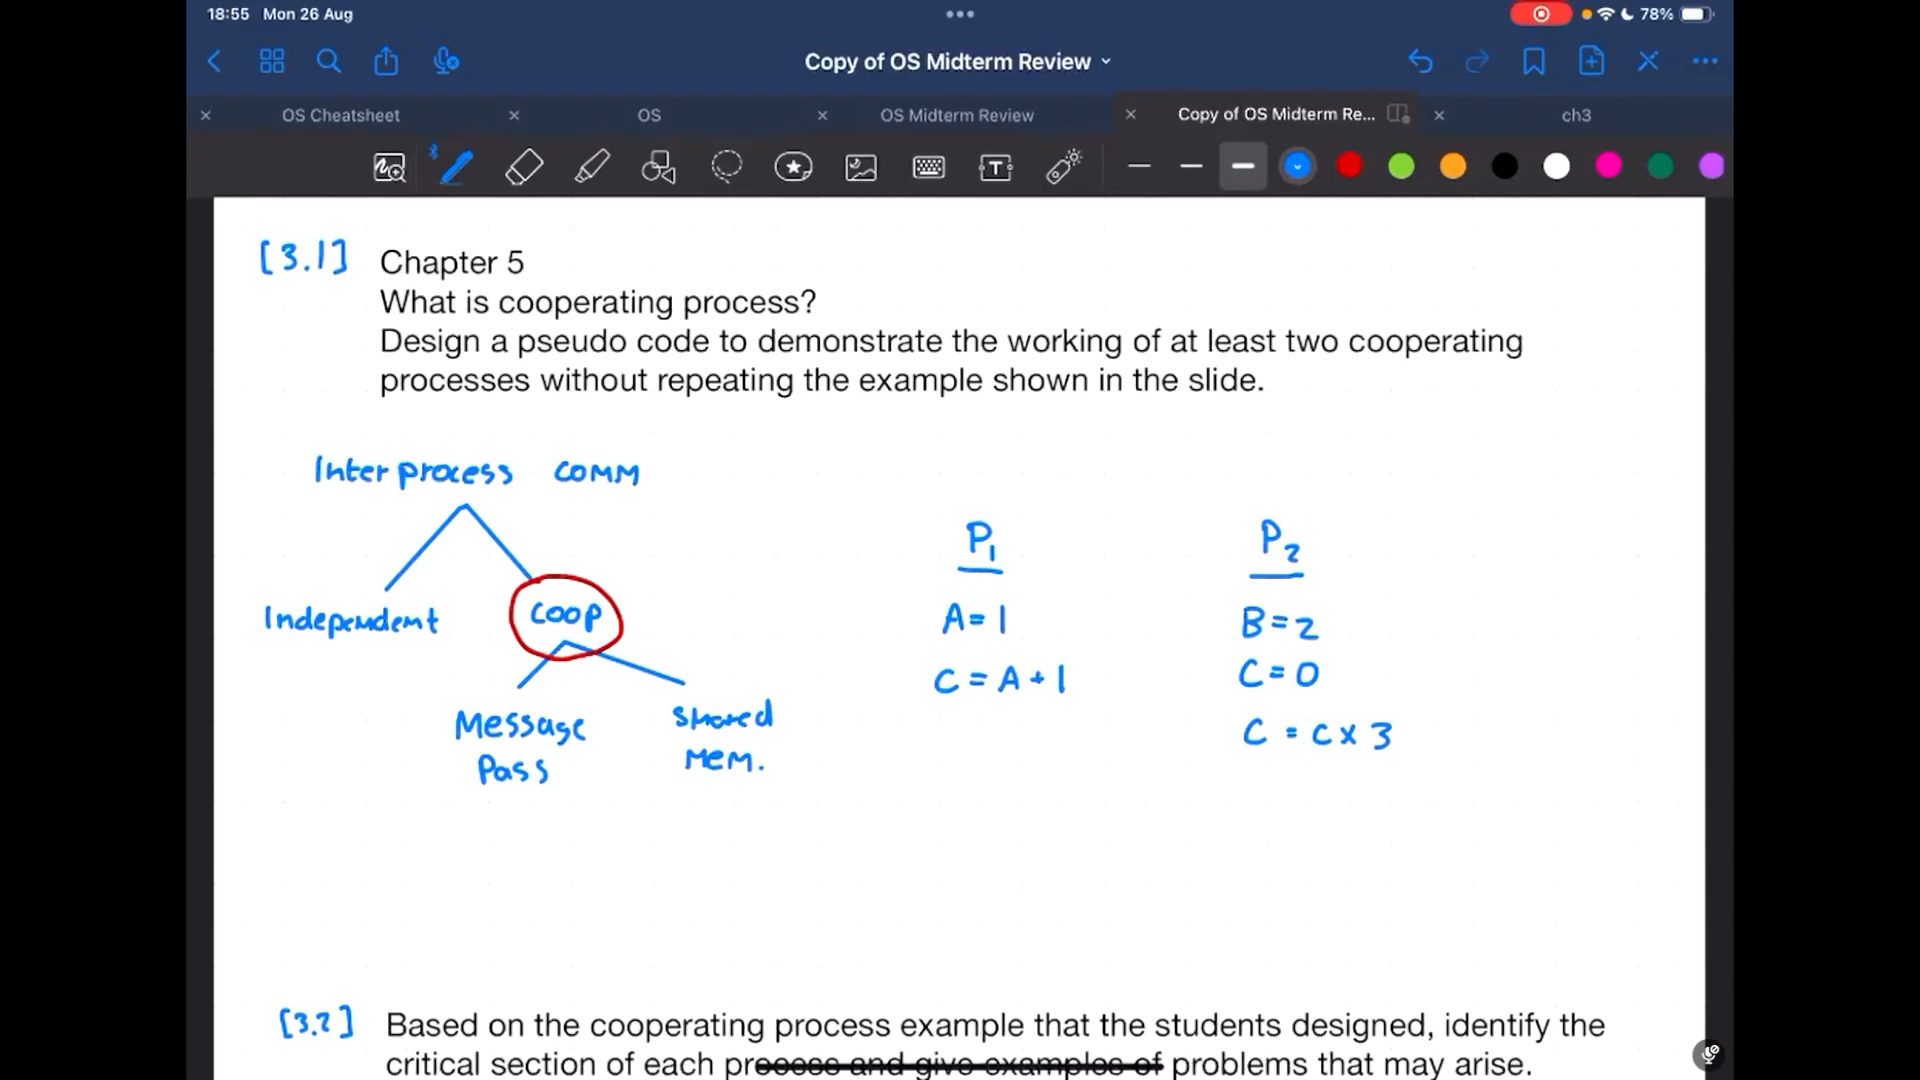 18:55 Mon 26 Aug
78%
Copy of OS Midterm Review
OS Cheatsheet
OS
OS Midterm Review
Copy of OS Midterm Re...
ch3
[3.1] Chapter 5
What is cooperating process?
Design a pseudo code to demonstrate the working of at least two cooperating
processes without repeating the example shown in the slide.
Interprocess comm
Independent
coop
Message
Pass
shared
mem.
P1
A=1
C = A + 1
P2
B=2
C=0
C = C x 3
[3.2] Based on the cooperating process example that the students designed, identify the
critical section of each process and give examples of problems that may arise.